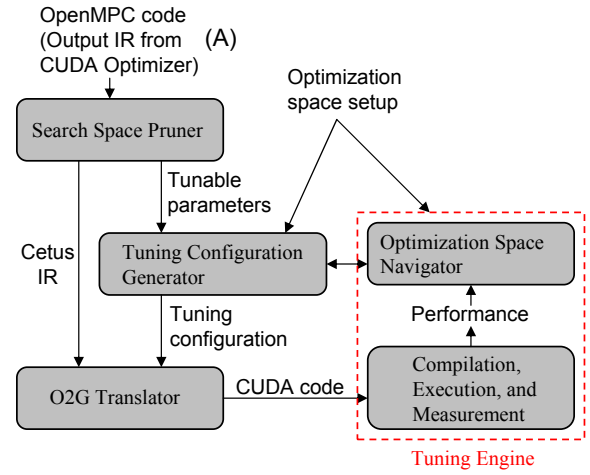 OpenMPC code
(Output IR from (A)
CUDA Optimizer)
Optimization
space setup
Search Space Pruner
Tunable
parameters
Cetus
IR
Tuning Configuration
Generator
Optimization Space
Navigator
Tuning
configuration
Performance
O2G Translator
CUDA code
Compilation,
Execution, and
Measurement
Tuning Engine